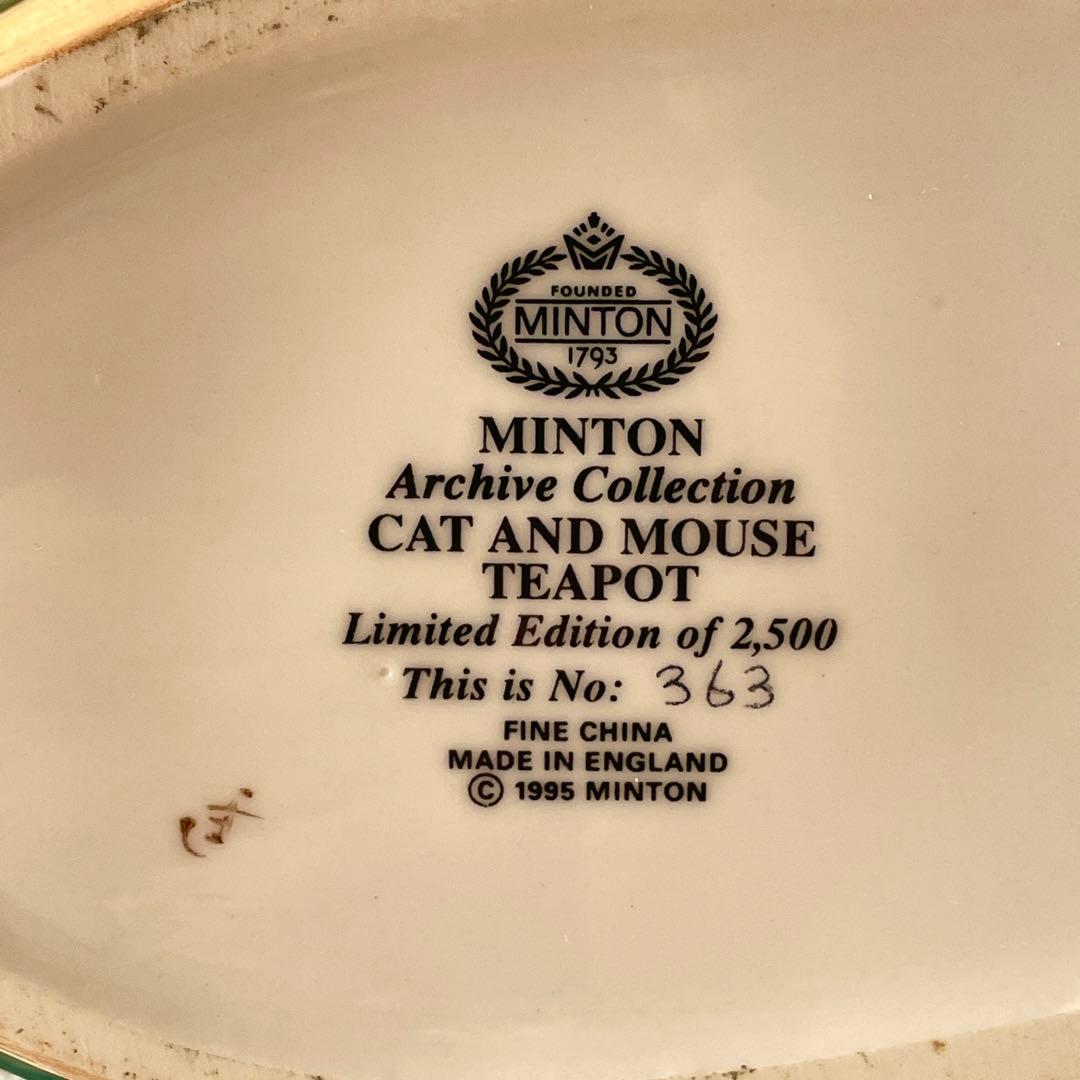 FOUNDED
MINTON
1793
MINTON
Archive Collection
CAT AND MOUSE
TEAPOT
Limited Edition of 2,500
This is No: 363
FINE CHINA
MADE IN ENGLAND
© 1995 MINTON